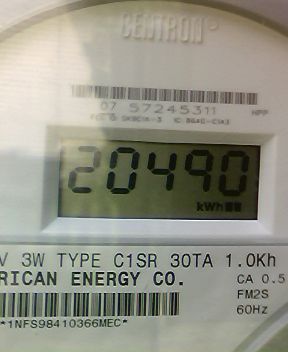 CENTRON®
07 57245311 HPP
20490
kWh
V 3W TYPE C1SR 30TA 1.0Kh
RICAN ENERGY CO. CA 0.5
FM2S
*1NFS98410366MEC* 60Hz